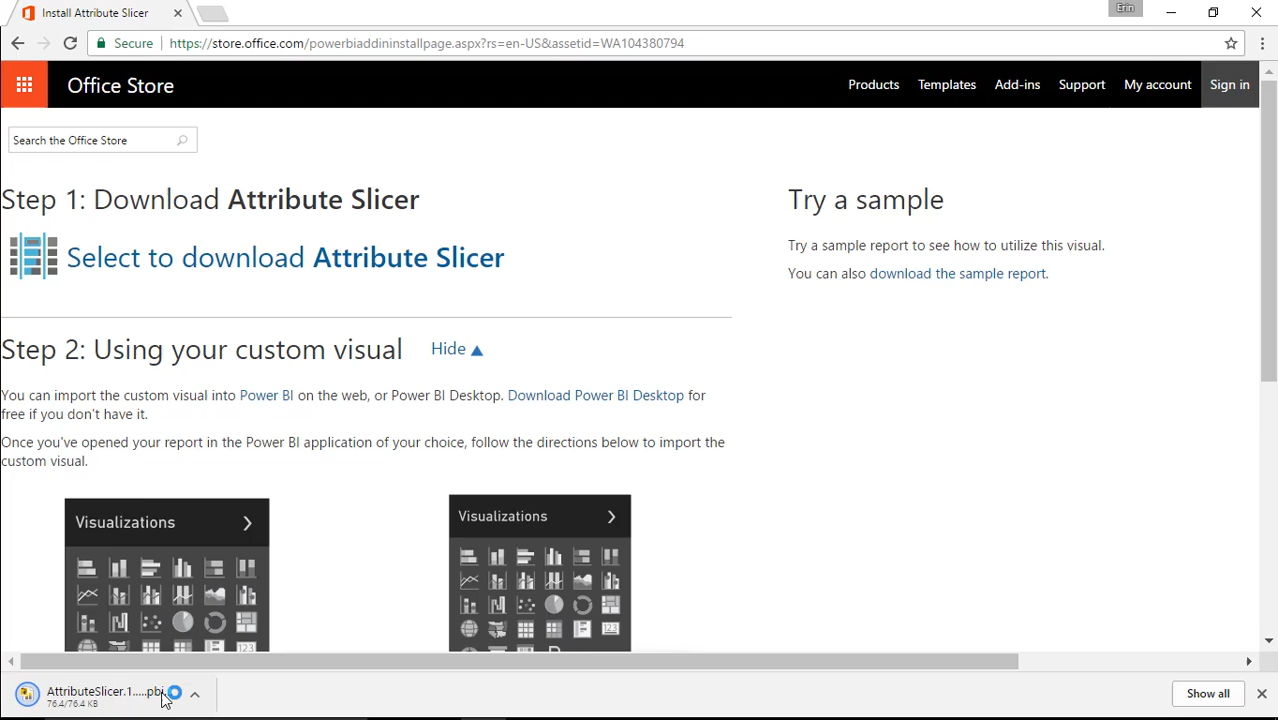 Install Attribute Slicer
Erin
Secure
https://store.office.com/powerbiaddininstallpage.aspx?rs=en-US&assetid=WA104380794
Office Store
Products
Templates
Add-ins
Support
My account
Sign in
Search the Office Store
Step 1: Download Attribute Slicer
Select to download Attribute Slicer
Try a sample
Try a sample report to see how to utilize this visual.
You can also download the sample report.
Step 2: Using your custom visual
Hide
You can import the custom visual into Power BI on the web, or Power BI Desktop. Download Power BI Desktop for
free if you don't have it.
Once you've opened your report in the Power BI application of your choice, follow the directions below to import the
custom visual.
Visualizations
Visualizations
123
123
AttributeSlicer.1.....pbi
76.4/76.4 KB
Show all